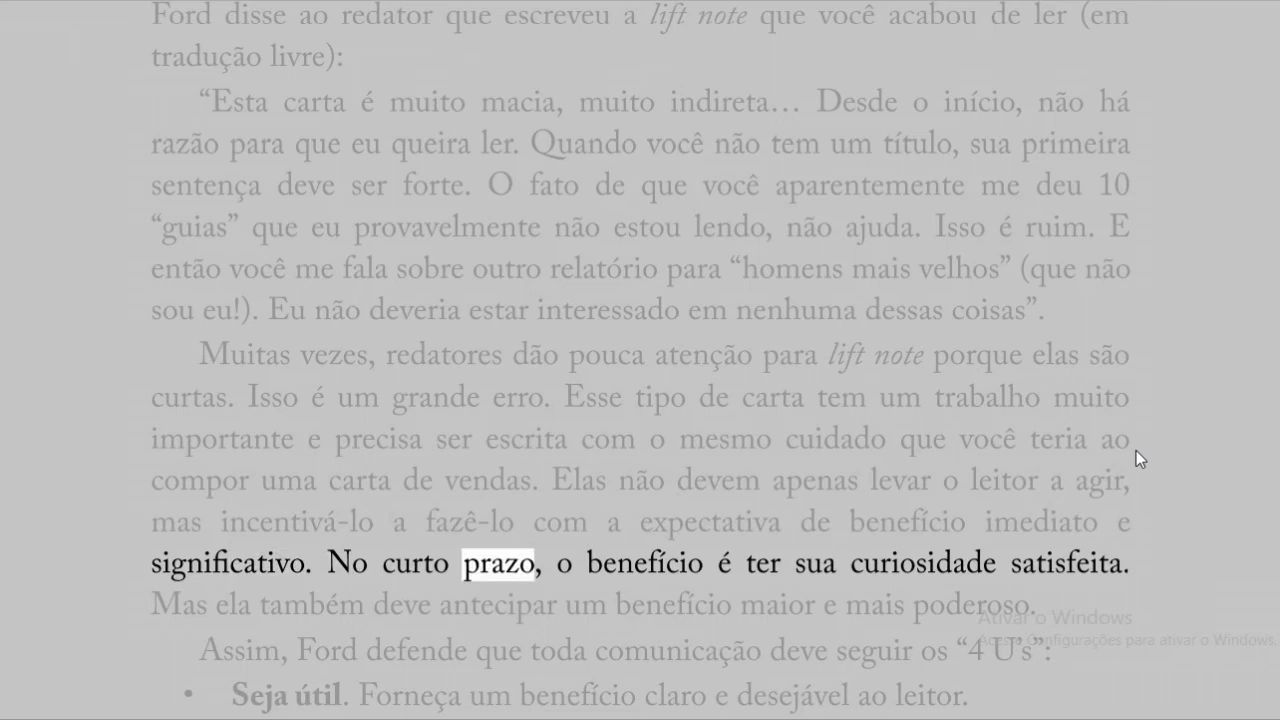 Ford disse ao redator que escreveu a lift note que você acabou de ler (em
tradução livre):
“Esta carta é muito macia, muito indireta… Desde o início, não há
razão para que eu queira ler. Quando você não tem um título, sua primeira
sentença deve ser forte. O fato de que você aparentemente me deu 10
“guias” que eu provavelmente não estou lendo, não ajuda. Isso é ruim. E
então você me fala sobre outro relatório para “homens mais velhos” (que não
sou eu!). Eu não deveria estar interessado em nenhuma dessas coisas”.
Muitas vezes, redatores dão pouca atenção para lift note porque elas são
curtas. Isso é um grande erro. Esse tipo de carta tem um trabalho muito
importante e precisa ser escrita com o mesmo cuidado que você teria ao
compor uma carta de vendas. Elas não devem apenas levar o leitor a agir,
mas incentivá-lo a fazê-lo com a expectativa de benefício imediato e
significativo. No curto prazo, o benefício é ter sua curiosidade satisfeita.
Mas ela também deve antecipar um benefício maior e mais poderoso.
Ativar o Windows
Acesse Configurações para ativar o Windows.
Assim, Ford defende que toda comunicação deve seguir os “4 U’s”:
• Seja útil. Forneça um benefício claro e desejável ao leitor.